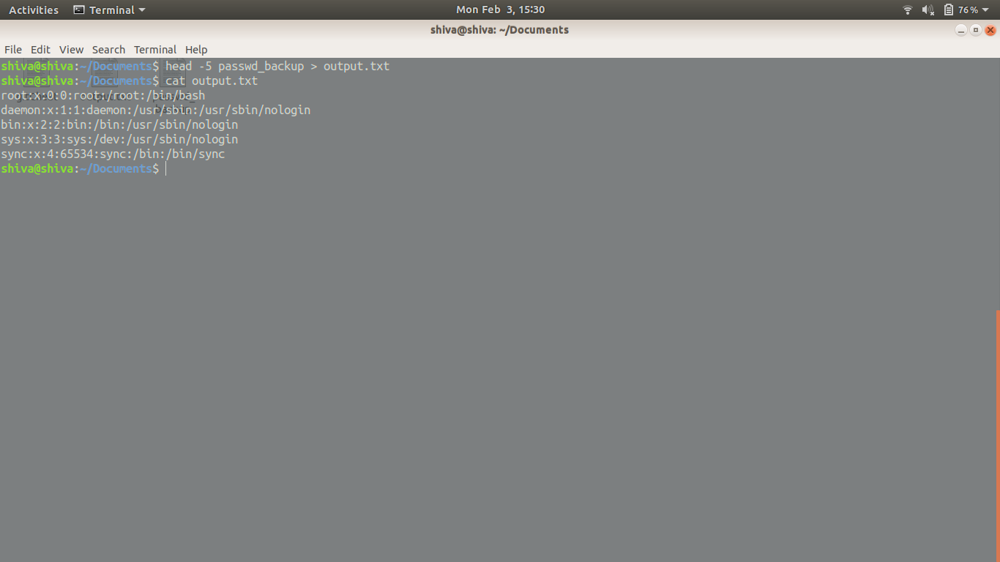 Activities Terminal Mon Feb 3, 15:30 76%
shiva@shiva: ~/Documents
File Edit View Search Terminal Help
shiva@shiva:~/Documents$ head -5 passwd_backup > output.txt
shiva@shiva:~/Documents$ cat output.txt
root:x:0:0:root:/root:/bin/bash
daemon:x:1:1:daemon:/usr/sbin:/usr/sbin/nologin
bin:x:2:2:bin:/bin:/usr/sbin/nologin
sys:x:3:3:sys:/dev:/usr/sbin/nologin
sync:x:4:65534:sync:/bin:/bin/sync
shiva@shiva:~/Documents$